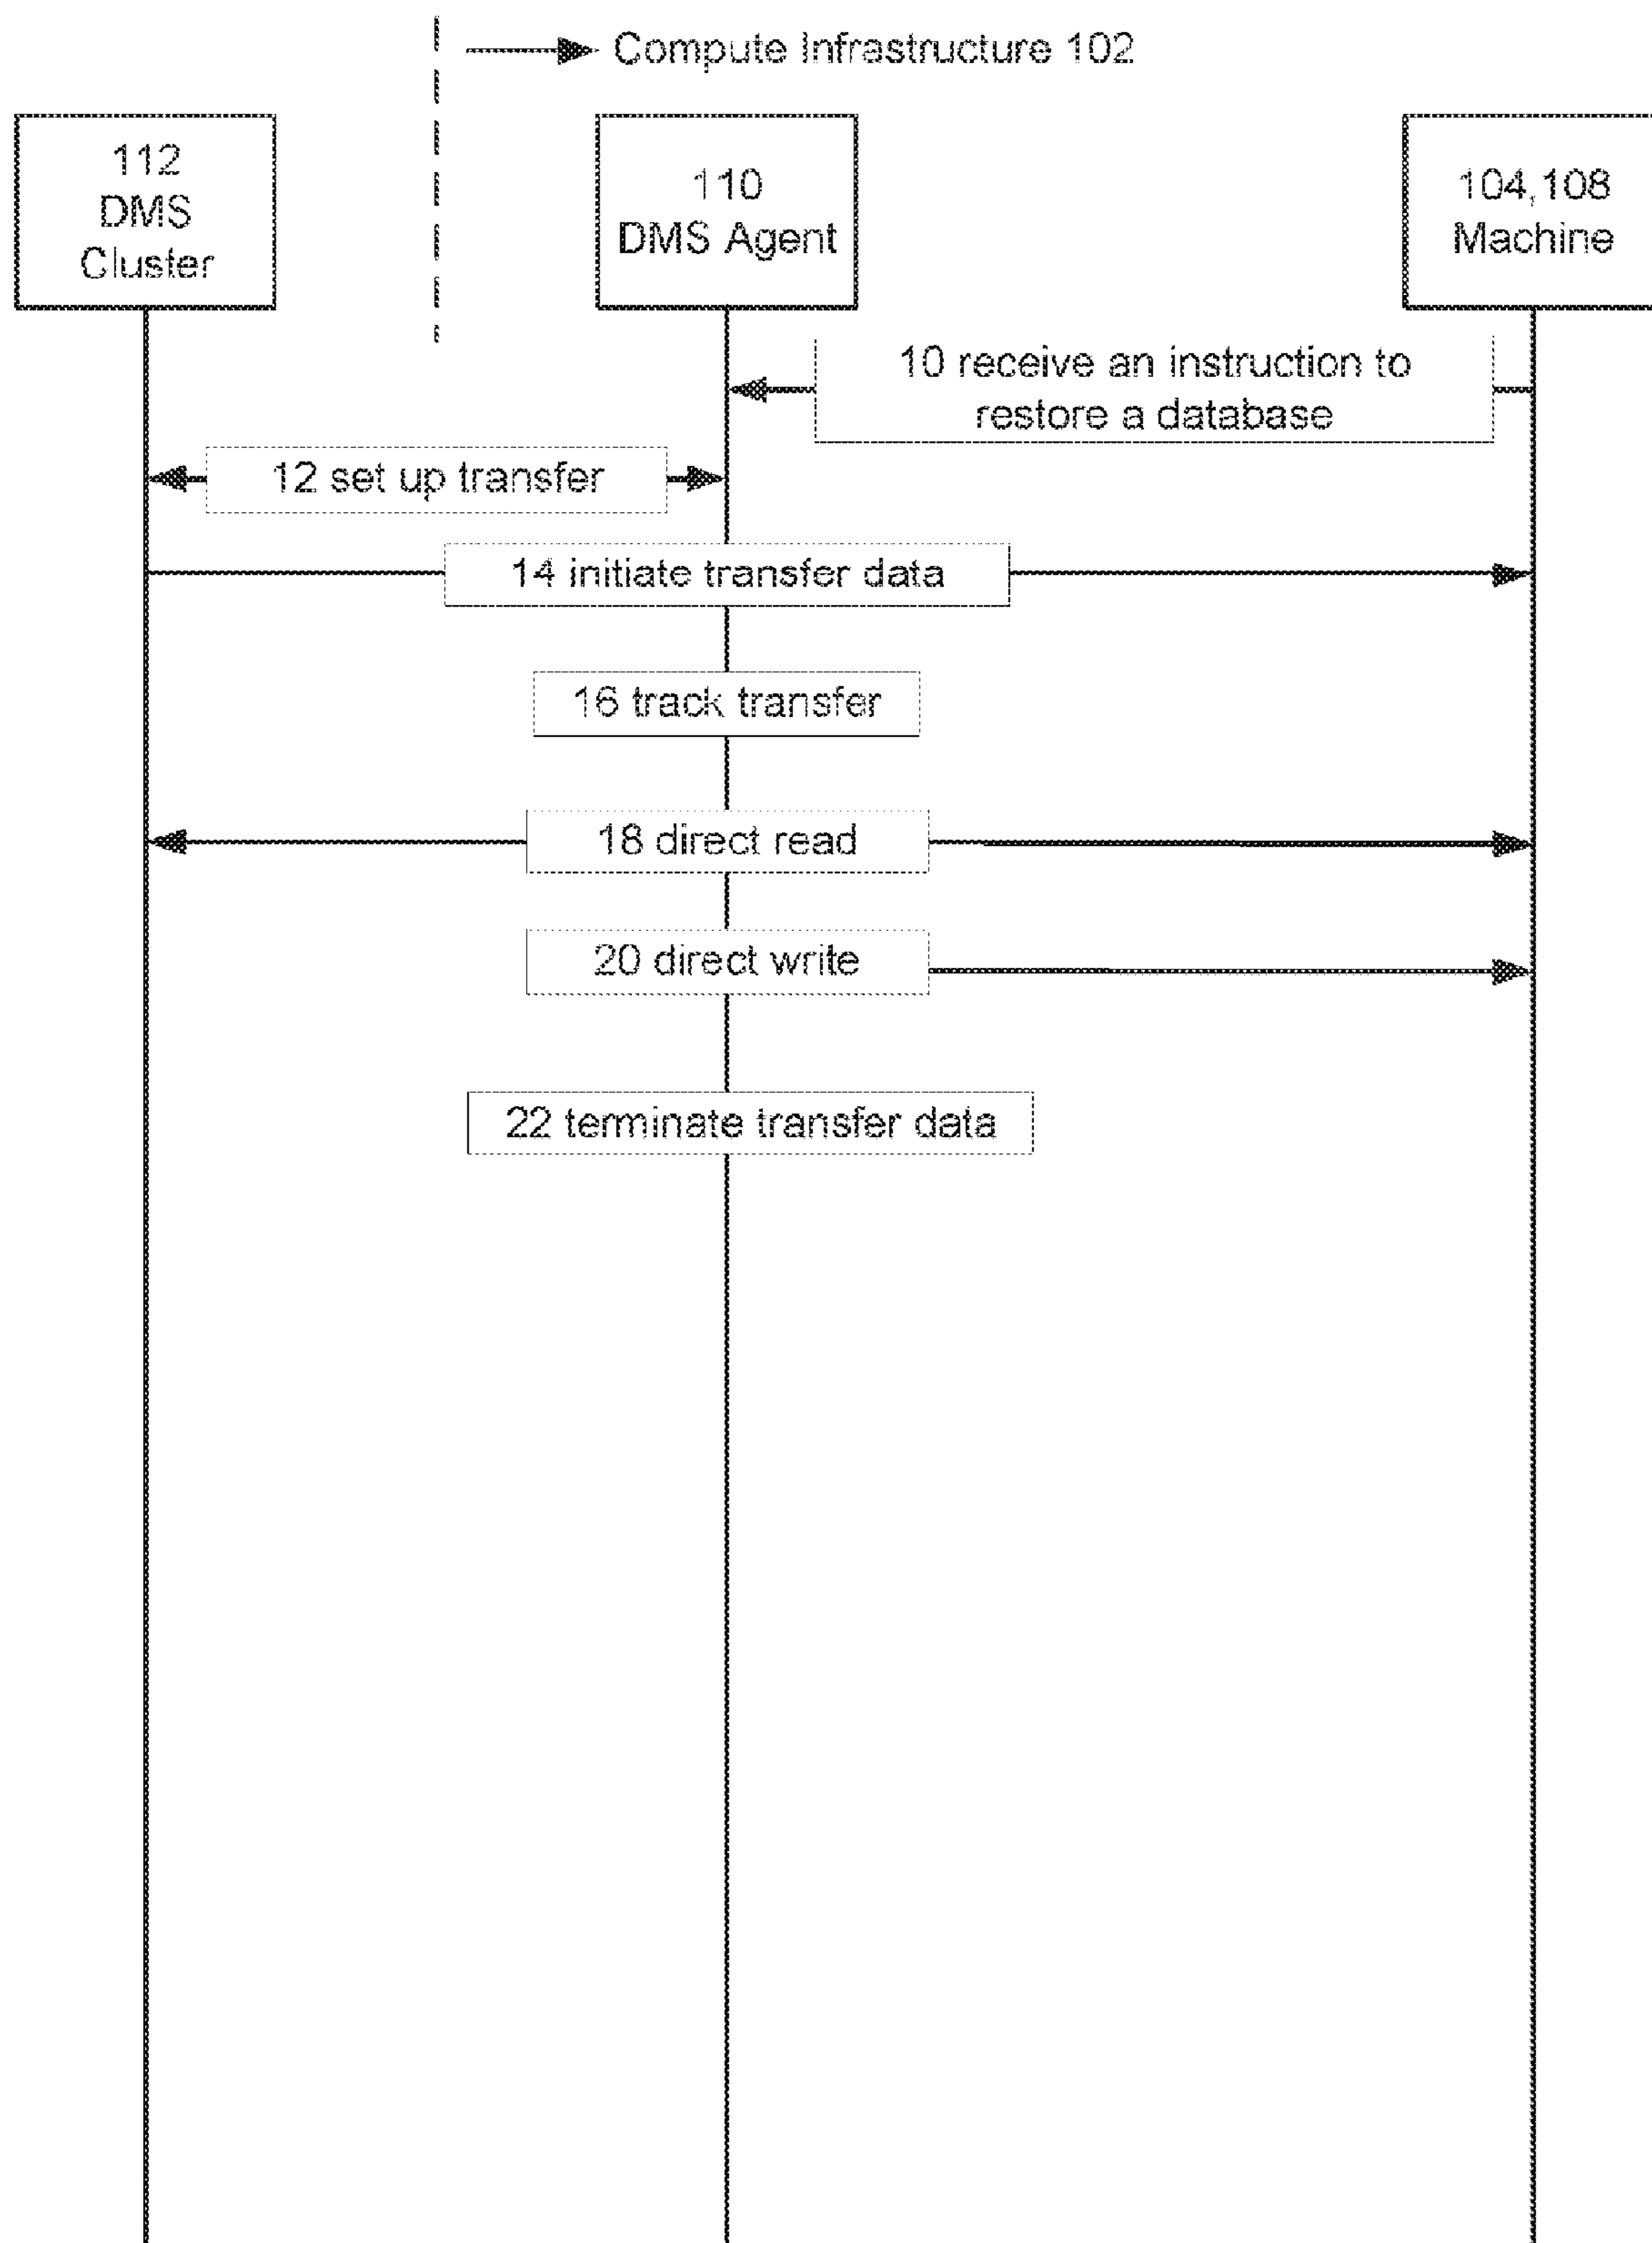 Compute Infrastructure 102
112
DMS
Cluster
110
DMS Agent
104,108
Machine
10 receive an instruction to
restore a database
12 set up transfer
14 initiate transfer data
16 track transfer
18 direct read
20 direct write
22 terminate transfer data